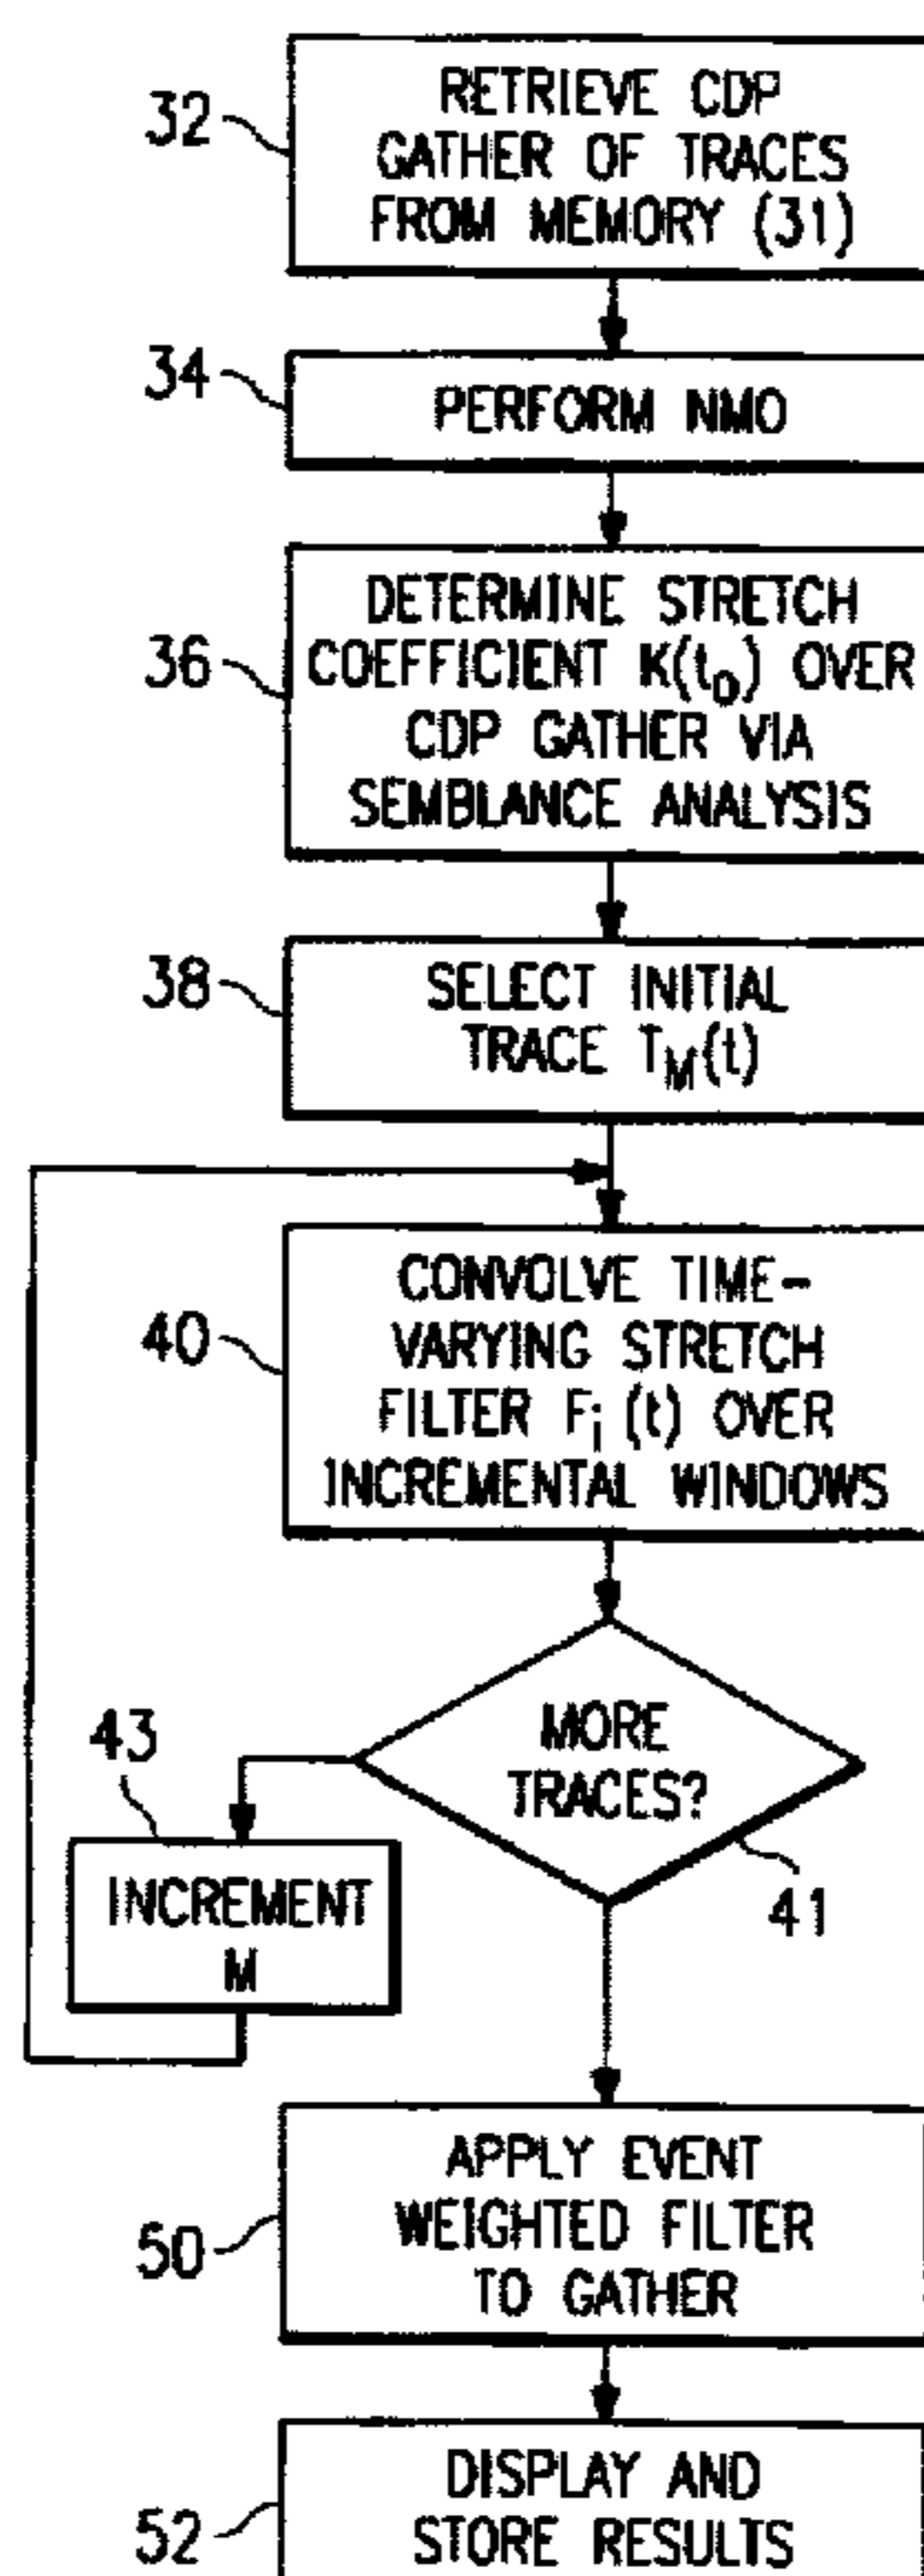 32
RETRIEVE CDP
GATHER OF TRACES
FROM MEMORY (31)
34
PERFORM NMO
36
DETERMINE STRETCH
COEFFICIENT K(t₀) OVER
CDP GATHER VIA
SEMBLANCE ANALYSIS
38
SELECT INITIAL
TRACE T_M(t)
40
CONVOLVE TIME-
VARYING STRETCH
FILTER F_i (t) OVER
INCREMENTAL WINDOWS
MORE
TRACES?
41
43
INCREMENT
M
50
APPLY EVENT
WEIGHTED FILTER
TO GATHER
52
DISPLAY AND
STORE RESULTS